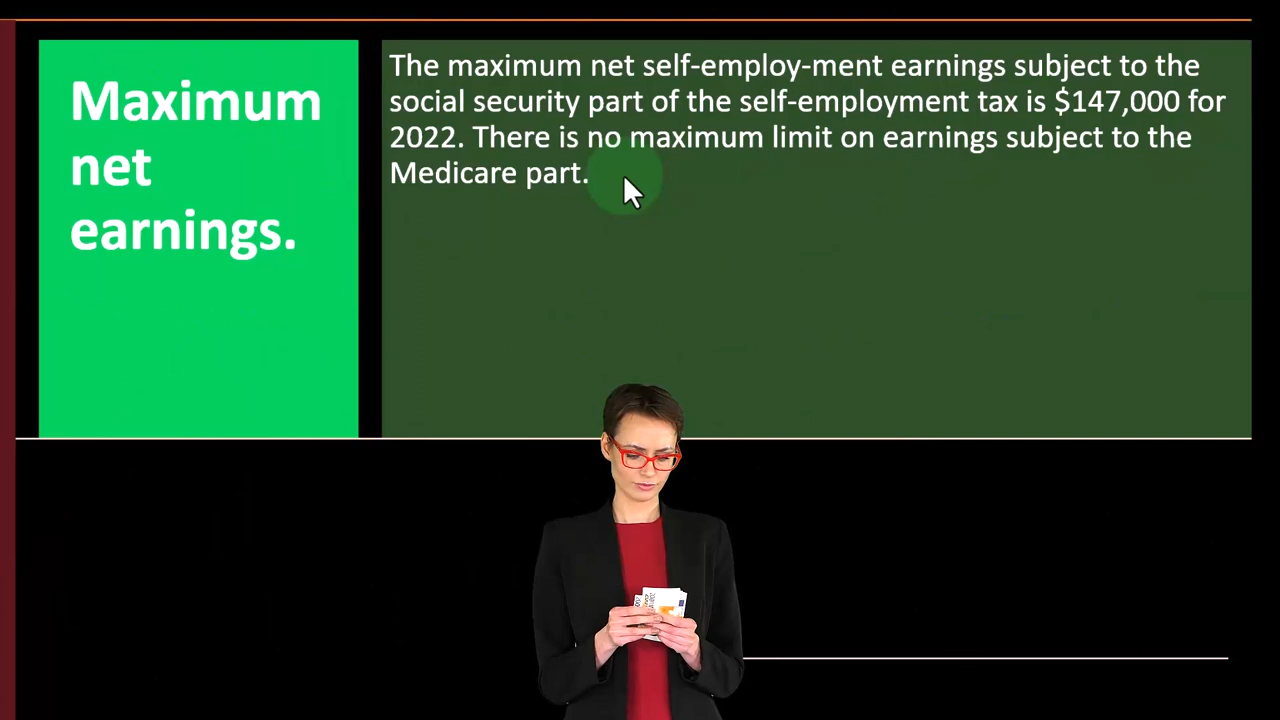 Maximum
net
earnings.
The maximum net self-employ-ment earnings subject to the
social security part of the self-employment tax is $147,000 for
2022. There is no maximum limit on earnings subject to the
Medicare part.